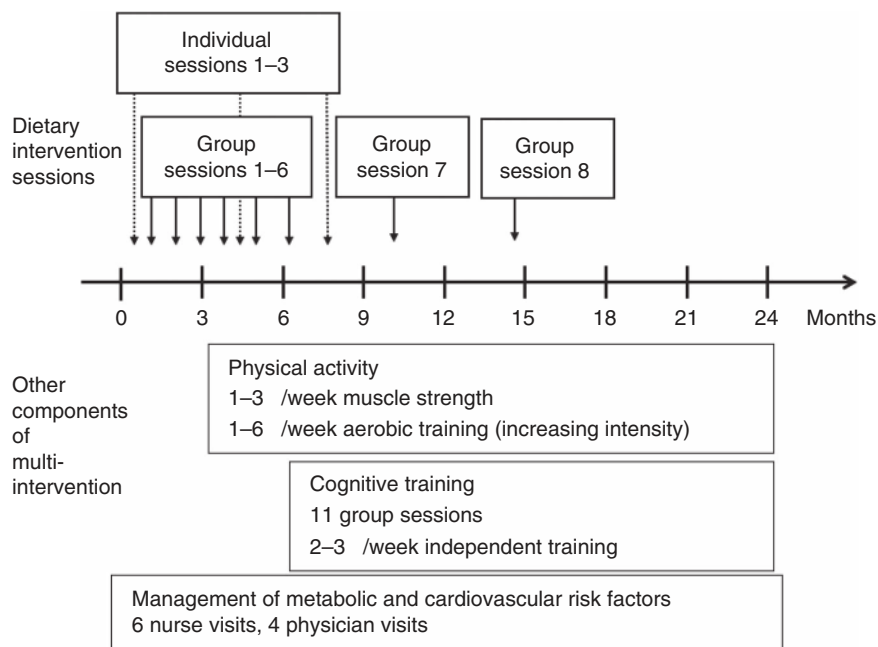 Individual
sessions 1–3
Dietary
intervention
sessions
Group
sessions 1–6
Group
session 7
Group
session 8
0 3 6 9 12 15 18 21 24 Months
Other
components
of
multi-
intervention
Physical activity
1–3 /week muscle strength
1–6 /week aerobic training (increasing intensity)
Cognitive training
11 group sessions
2–3 /week independent training
Management of metabolic and cardiovascular risk factors
6 nurse visits, 4 physician visits